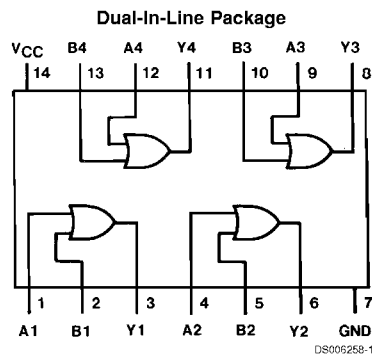 Dual-In-Line Package
VCC B4 A4 Y4 B3 A3 Y3
14 13 12 11 10 9 8
1 2 3 4 5 6 7
A1 B1 Y1 A2 B2 Y2 GND
DS006258-1